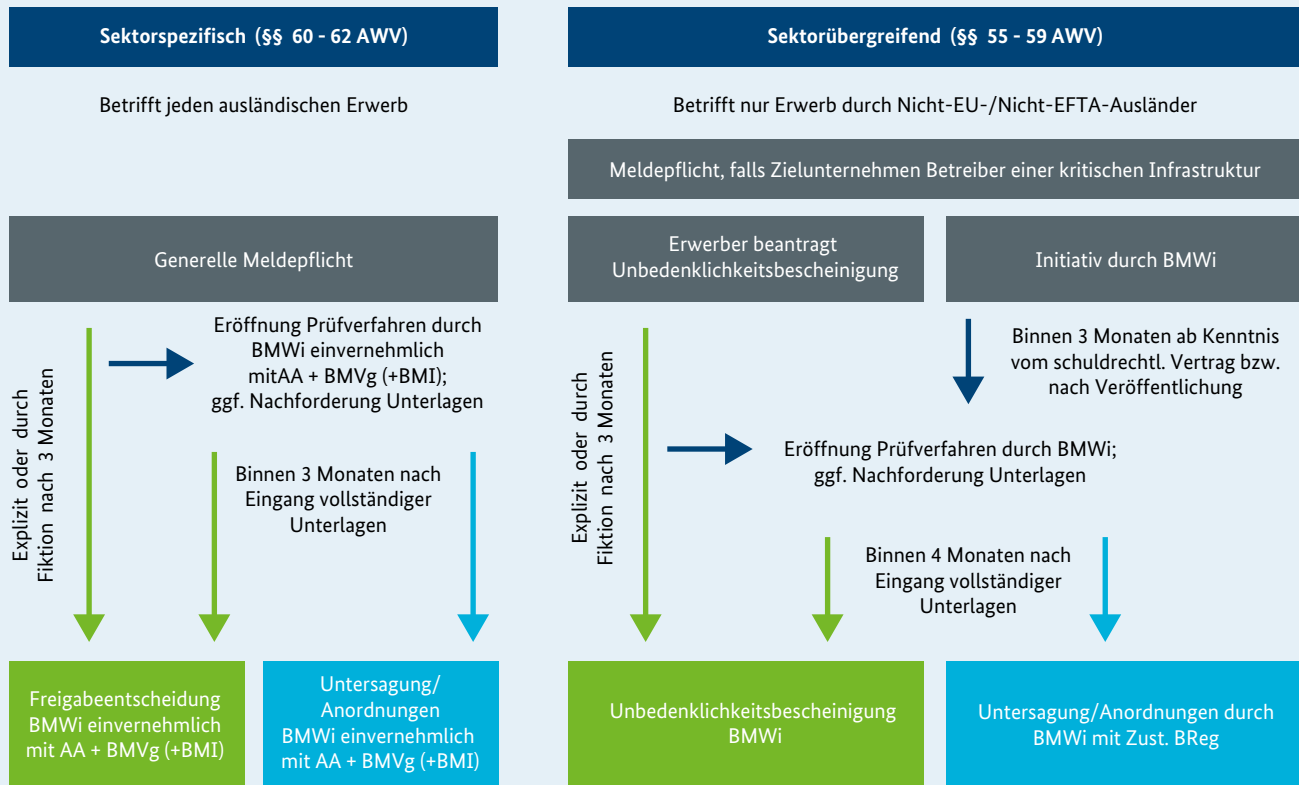 Sektorspezifisch (§§ 60 - 62 AWV)
Betrifft jeden ausländischen Erwerb
Generelle Meldepflicht
Explizit oder durch
Fiktion nach 3 Monaten
Eröffnung Prüfverfahren durch
BMWi einvernehmlich
mitAA + BMVg (+BMI);
ggf. Nachforderung Unterlagen
Binnen 3 Monaten nach
Eingang vollständiger
Unterlagen
Freigabeentscheidung
BMWi einvernehmlich
mit AA + BMVg (+BMI)
Untersagung/
Anordnungen
BMWi einvernehmlich
mit AA + BMVg (+BMI)
Sektorübergreifend (§§ 55 - 59 AWV)
Betrifft nur Erwerb durch Nicht-EU-/Nicht-EFTA-Ausländer
Meldepflicht, falls Zielunternehmen Betreiber einer kritischen Infrastruktur
Erwerber beantragt
Unbedenklichkeitsbescheinigung
Initiativ durch BMWi
Explizit oder durch
Fiktion nach 3 Monaten
Binnen 3 Monaten ab Kenntnis
vom schuldrechtl. Vertrag bzw.
nach Veröffentlichung
Eröffnung Prüfverfahren durch BMWi;
ggf. Nachforderung Unterlagen
Binnen 4 Monaten nach
Eingang vollständiger
Unterlagen
Unbedenklichkeitsbescheinigung
BMWi
Untersagung/Anordnungen durch
BMWi mit Zust. BReg